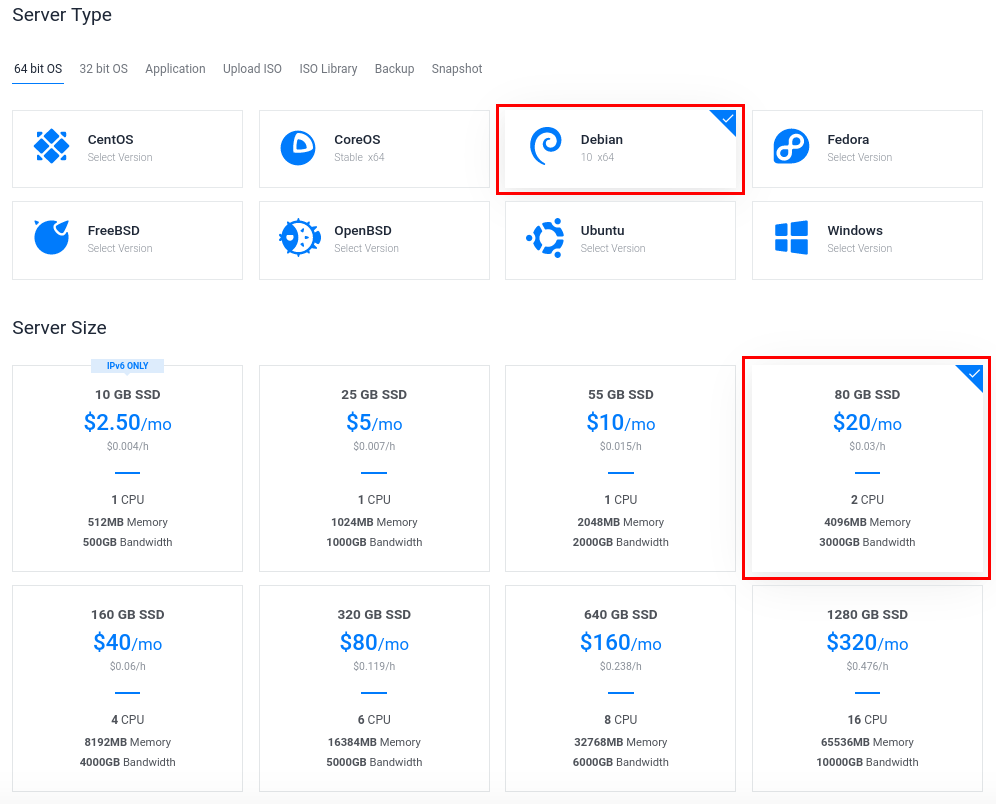 Server Type
64 bit OS 32 bit OS Application Upload ISO ISO Library Backup Snapshot
CentOS
Select Version
CoreOS
Stable x64
Debian
10 x64
Fedora
Select Version
FreeBSD
Select Version
OpenBSD
Select Version
Ubuntu
Select Version
Windows
Select Version
Server Size
IPv6 ONLY
10 GB SSD
$2.50/mo
$0.004/h
1 CPU
512MB Memory
500GB Bandwidth
25 GB SSD
$5/mo
$0.007/h
1 CPU
1024MB Memory
1000GB Bandwidth
55 GB SSD
$10/mo
$0.015/h
1 CPU
2048MB Memory
2000GB Bandwidth
80 GB SSD
$20/mo
$0.03/h
2 CPU
4096MB Memory
3000GB Bandwidth
160 GB SSD
$40/mo
$0.06/h
4 CPU
8192MB Memory
4000GB Bandwidth
320 GB SSD
$80/mo
$0.119/h
6 CPU
16384MB Memory
5000GB Bandwidth
640 GB SSD
$160/mo
$0.238/h
8 CPU
32768MB Memory
6000GB Bandwidth
1280 GB SSD
$320/mo
$0.476/h
16 CPU
65536MB Memory
10000GB Bandwidth